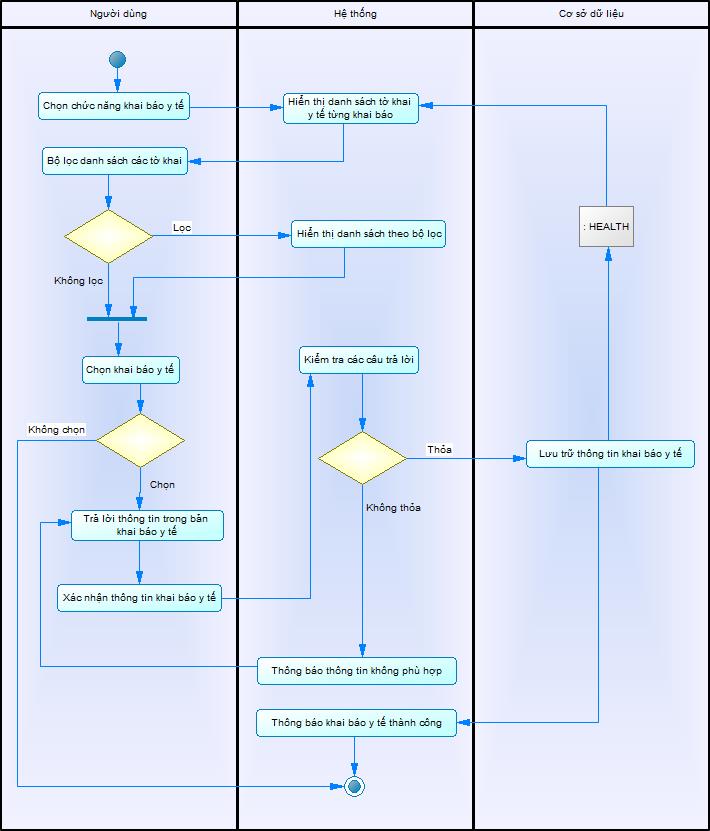 Người dùng
Hệ thống
Cơ sở dữ liệu
Chọn chức năng khai báo y tế
Hiển thị danh sách tờ khai
y tế từng khai báo
Bộ lọc danh sách các tờ khai
Lọc
Hiển thị danh sách theo bộ lọc
: HEALTH
Không lọc
Chọn khai báo y tế
Kiểm tra các câu trả lời
Không chọn
Thỏa
Lưu trữ thông tin khai báo y tế
Chọn
Không thỏa
Trả lời thông tin trong bản
khai báo y tế
Xác nhận thông tin khai báo y tế
Thông báo thông tin không phù hợp
Thông báo khai báo y tế thành công